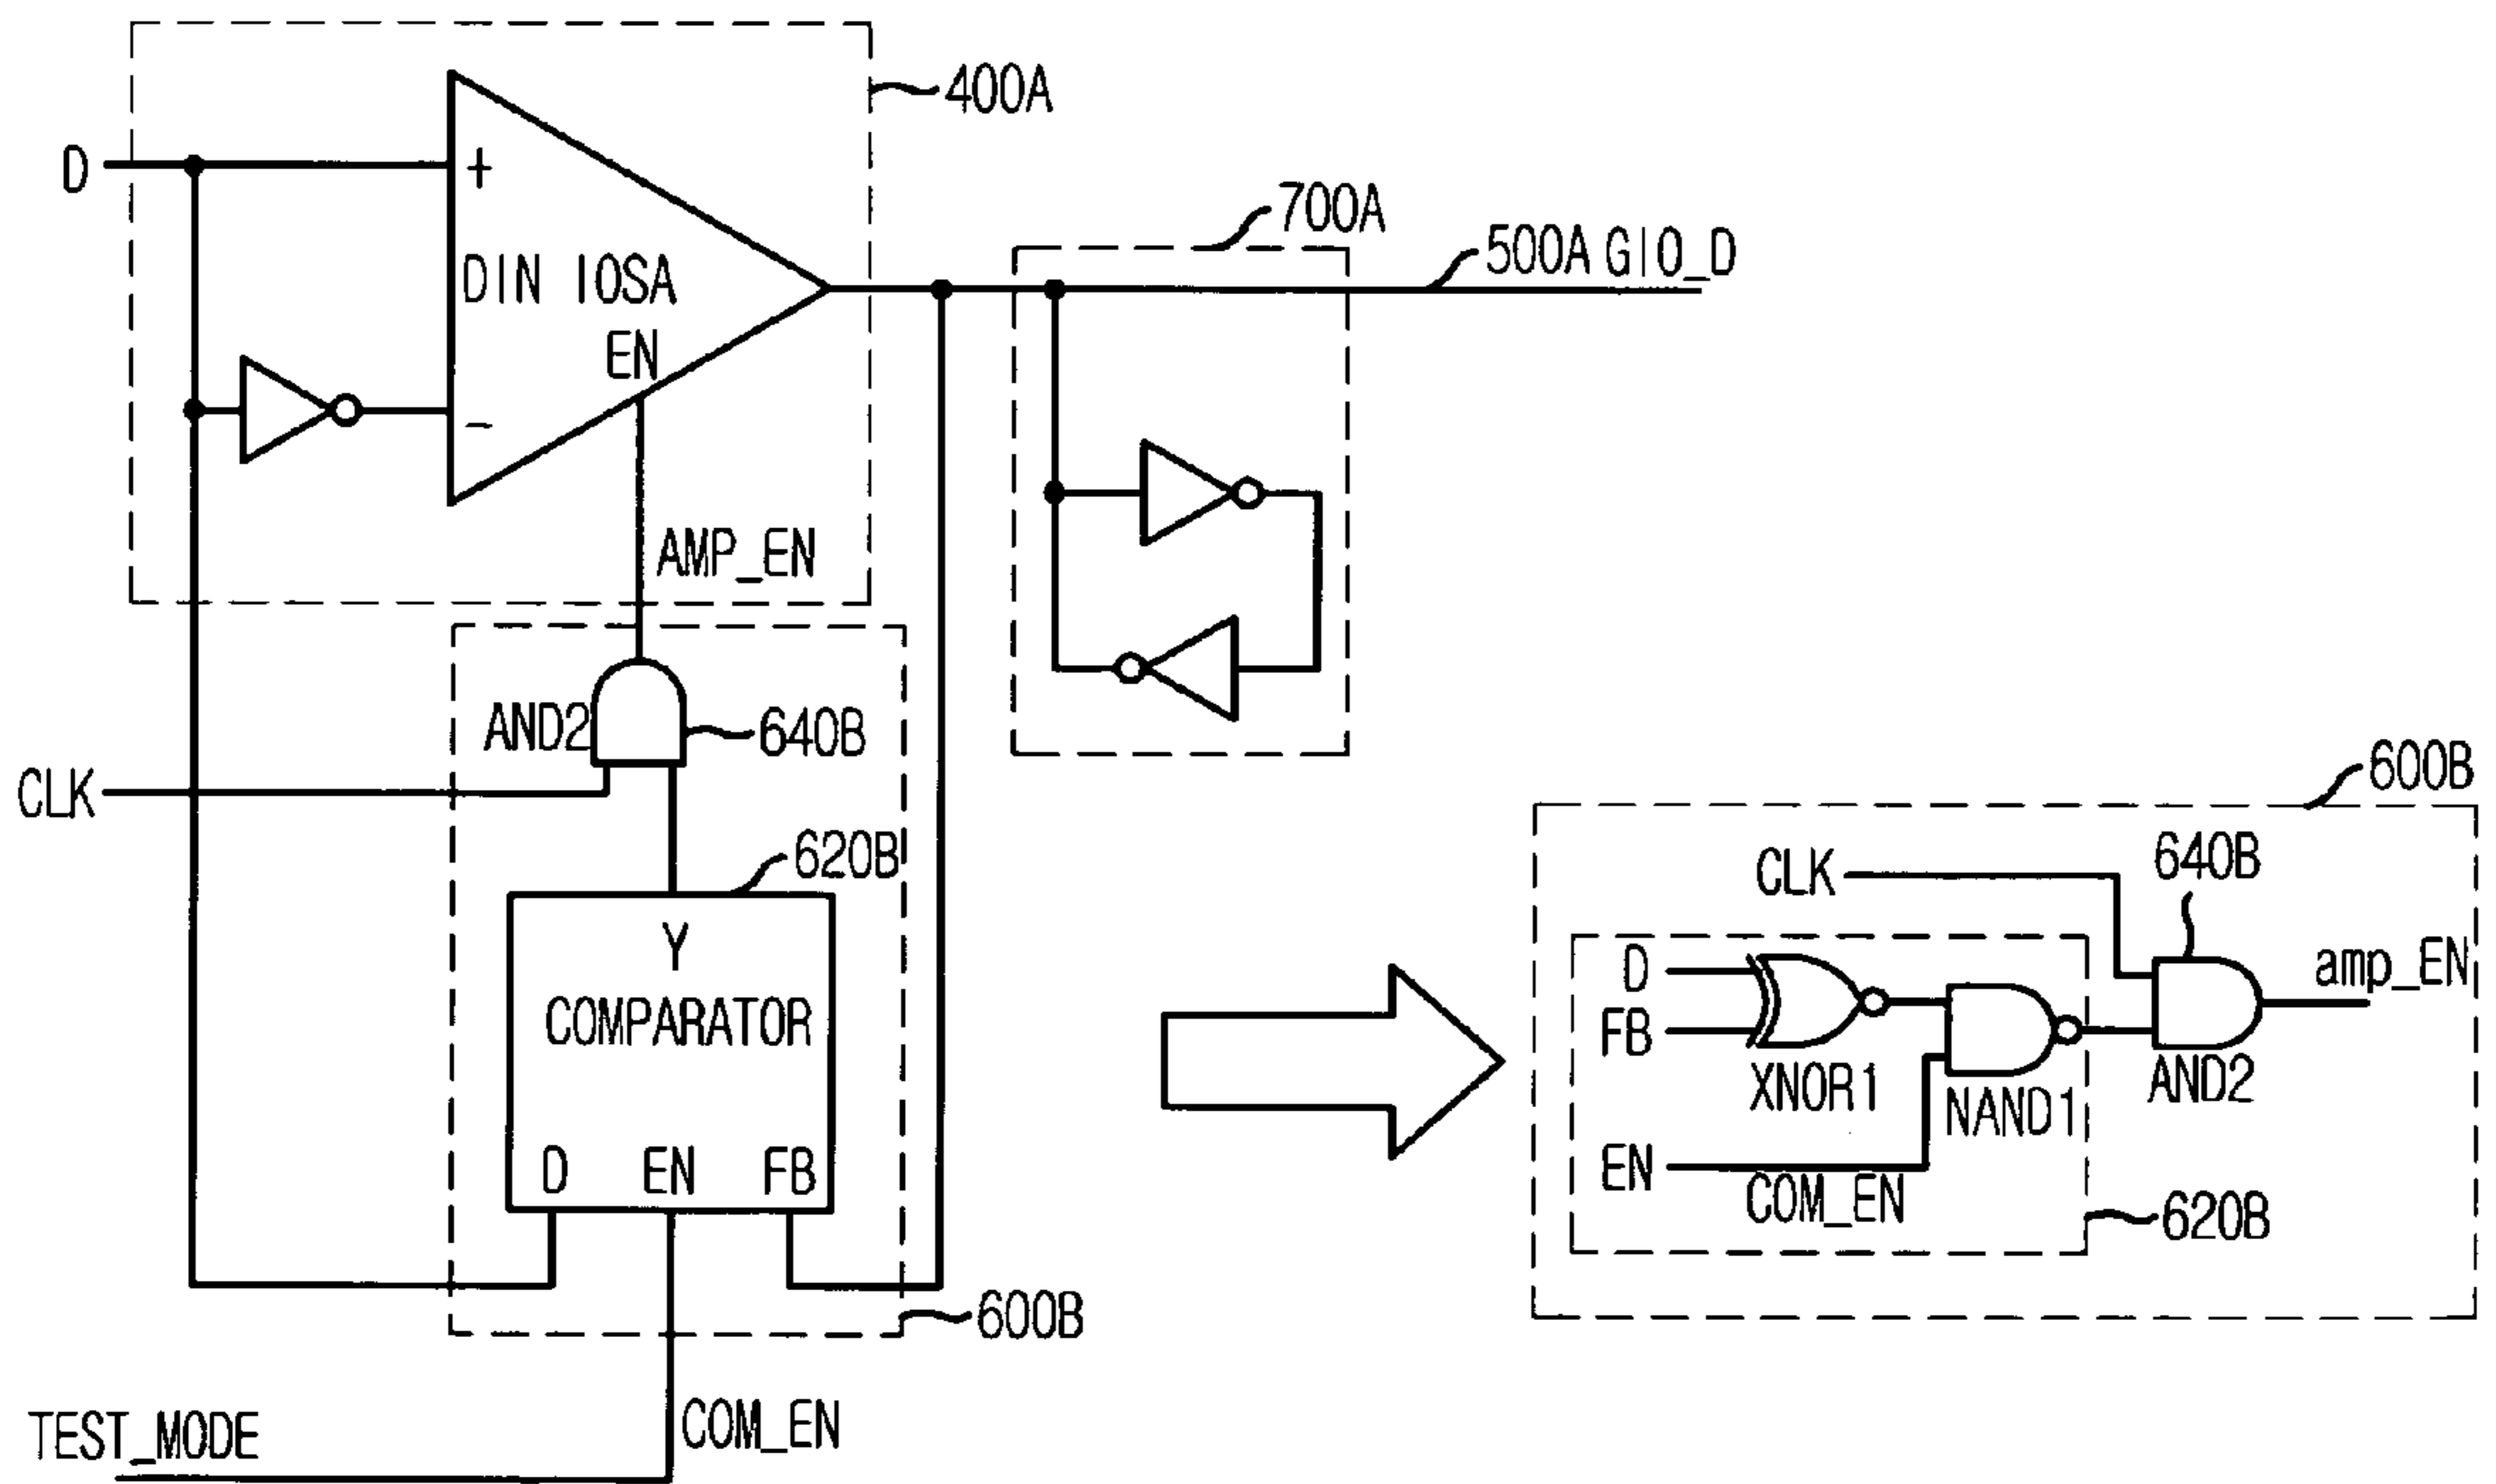 400A
D
+
700A
500A GIO_D
DIN IOSA
EN
-
AMP_EN
AND2
640B
CLK
600B
620B
CLK
640B
Y
D
amp_EN
COMPARATOR
FB
XNOR1
NAND1
AND2
D EN FB
EN
COM_EN
620B
600B
TEST_MODE
COM_EN